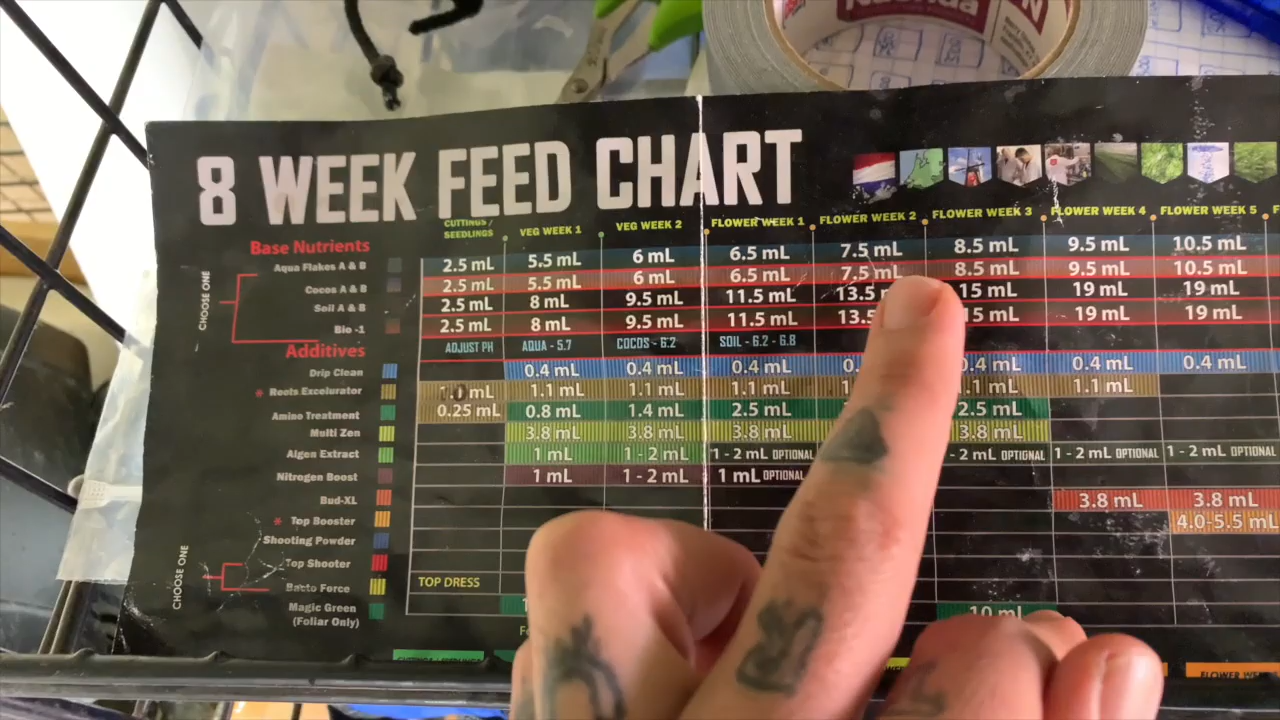 8 WEEK FEED CHART
CUTTINGS / SEEDLINGS VEG WEEK 1 VEG WEEK 2 FLOWER WEEK 1 FLOWER WEEK 2 FLOWER WEEK 3 FLOWER WEEK 4 FLOWER WEEK 5
Base Nutrients
CHOOSE ONE
Aqua Flakes A & B 2.5 mL 5.5 mL 6 mL 6.5 mL 7.5 mL 8.5 mL 9.5 mL 10.5 mL
Cocos A & B 2.5 mL 5.5 mL 6 mL 6.5 mL 7.5 mL 8.5 mL 9.5 mL 10.5 mL
Soil A & B 2.5 mL 8 mL 9.5 mL 11.5 mL 13.5 15 mL 19 mL 19 mL
Bio -1 2.5 mL 8 mL 9.5 mL 11.5 mL 13.5 15 mL 19 mL 19 mL
Additives ADJUST PH AQUA - 5.7 COCOS - 6.2 SOIL - 6.2 - 6.8
Drip Clean 0.4 mL 0.4 mL 0.4 mL 0.4 mL 0.4 mL 0.4 mL
* Roots Excelurator 1.0 mL 1.1 mL 1.1 mL 1.1 mL 1.1 mL 1.1 mL
Amino Treatment 0.25 mL 0.8 mL 1.4 mL 2.5 mL 2.5 mL
Multi Zen 3.8 mL 3.8 mL 3.8 mL 3.8 mL
Algen Extract 1 mL 1 - 2 mL 1 - 2 mL OPTIONAL - 2 mL OPTIONAL 1 - 2 mL OPTIONAL 1 - 2 mL OPTIONAL
Nitrogen Boost 1 mL 1 - 2 mL 1 mL OPTIONAL
Bud-XL 3.8 mL 3.8 mL
* Top Booster 4.0-5.5 mL
Shooting Powder
CHOOSE ONE
Top Shooter
Bacto Force TOP DRESS
Magic Green 10 mL
(Foliar Only)